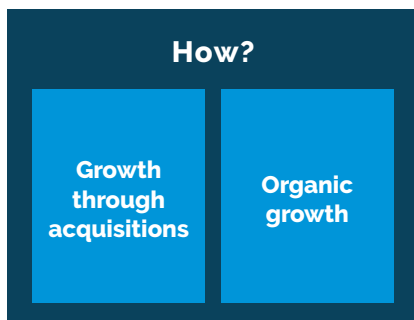 How?
Growth
through
acquisitions
Organic
growth